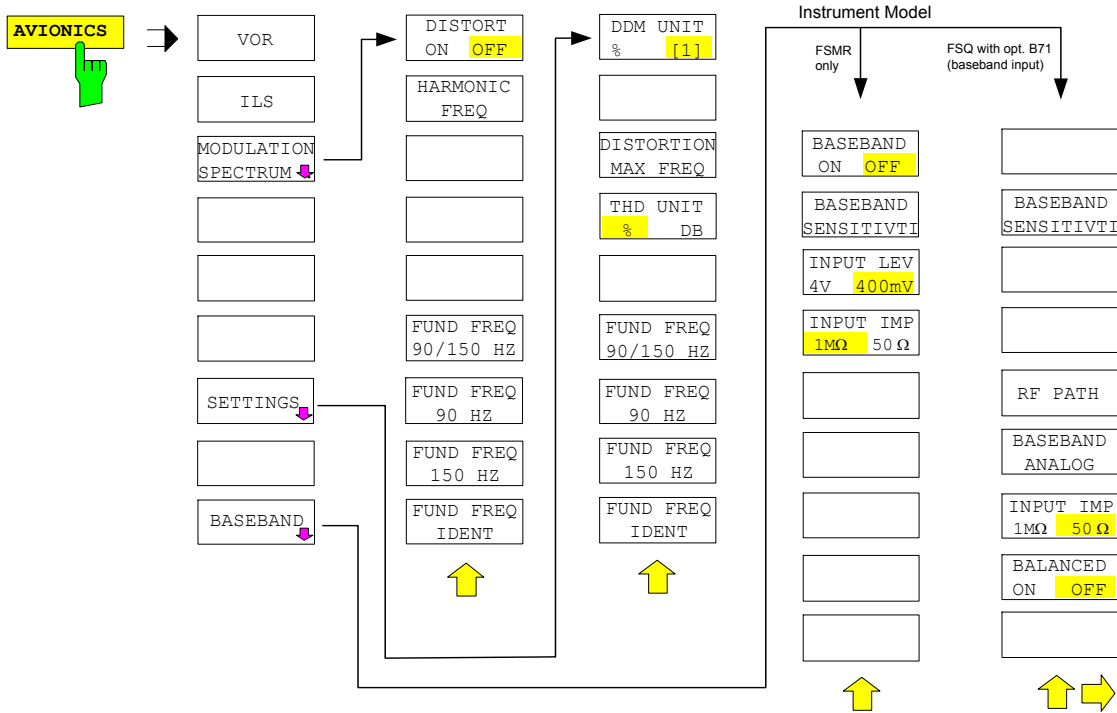 AVIONICS
VOR
ILS
MODULATION
SPECTRUM
SETTINGS
BASEBAND
DISTORT
ON OFF
HARMONIC
FREQ
FUND FREQ
90/150 HZ
FUND FREQ
90 HZ
FUND FREQ
150 HZ
FUND FREQ
IDENT
DDM UNIT
% [1]
DISTORTION
MAX FREQ
THD UNIT
% DB
FUND FREQ
90/150 HZ
FUND FREQ
90 HZ
FUND FREQ
150 HZ
FUND FREQ
IDENT
Instrument Model
FSMR
only
BASEBAND
ON OFF
BASEBAND
SENSITIVTI
INPUT LEV
4V 400mV
INPUT IMP
1MΩ 50 Ω
FSQ with opt. B71
(baseband input)
BASEBAND
SENSITIVTI
RF PATH
BASEBAND
ANALOG
INPUT IMP
1MΩ 50 Ω
BALANCED
ON OFF